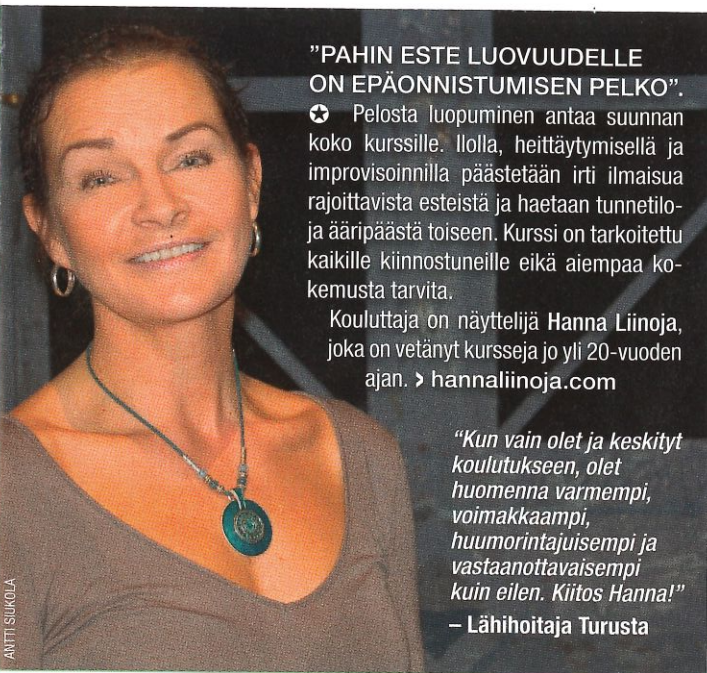 ”PAHIN ESTE LUOVUUDELLE
ON EPÄONNISTUMISEN PELKO”.
✪ Pelosta luopuminen antaa suunnan
koko kurssille. Ilolla, heittäytymisellä ja
improvisoinnilla päästetään irti ilmaisua
rajoittavista esteistä ja haetaan tunnetilo-
ja ääripäästä toiseen. Kurssi on tarkoitettu
kaikille kiinnostuneille eikä aiempaa ko-
kemusta tarvita.
Kouluttaja on näyttelijä Hanna Liinoja,
joka on vetänyt kursseja jo yli 20-vuoden
ajan. › hannaliinoja.com
“Kun vain olet ja keskityt
koulutukseen, olet
huomenna varmempi,
voimakkaampi,
huumorintajuisempi ja
vastaanottavaisempi
kuin eilen. Kiitos Hanna!”
– Lähihoitaja Turusta
ANTTI SIUKOLA